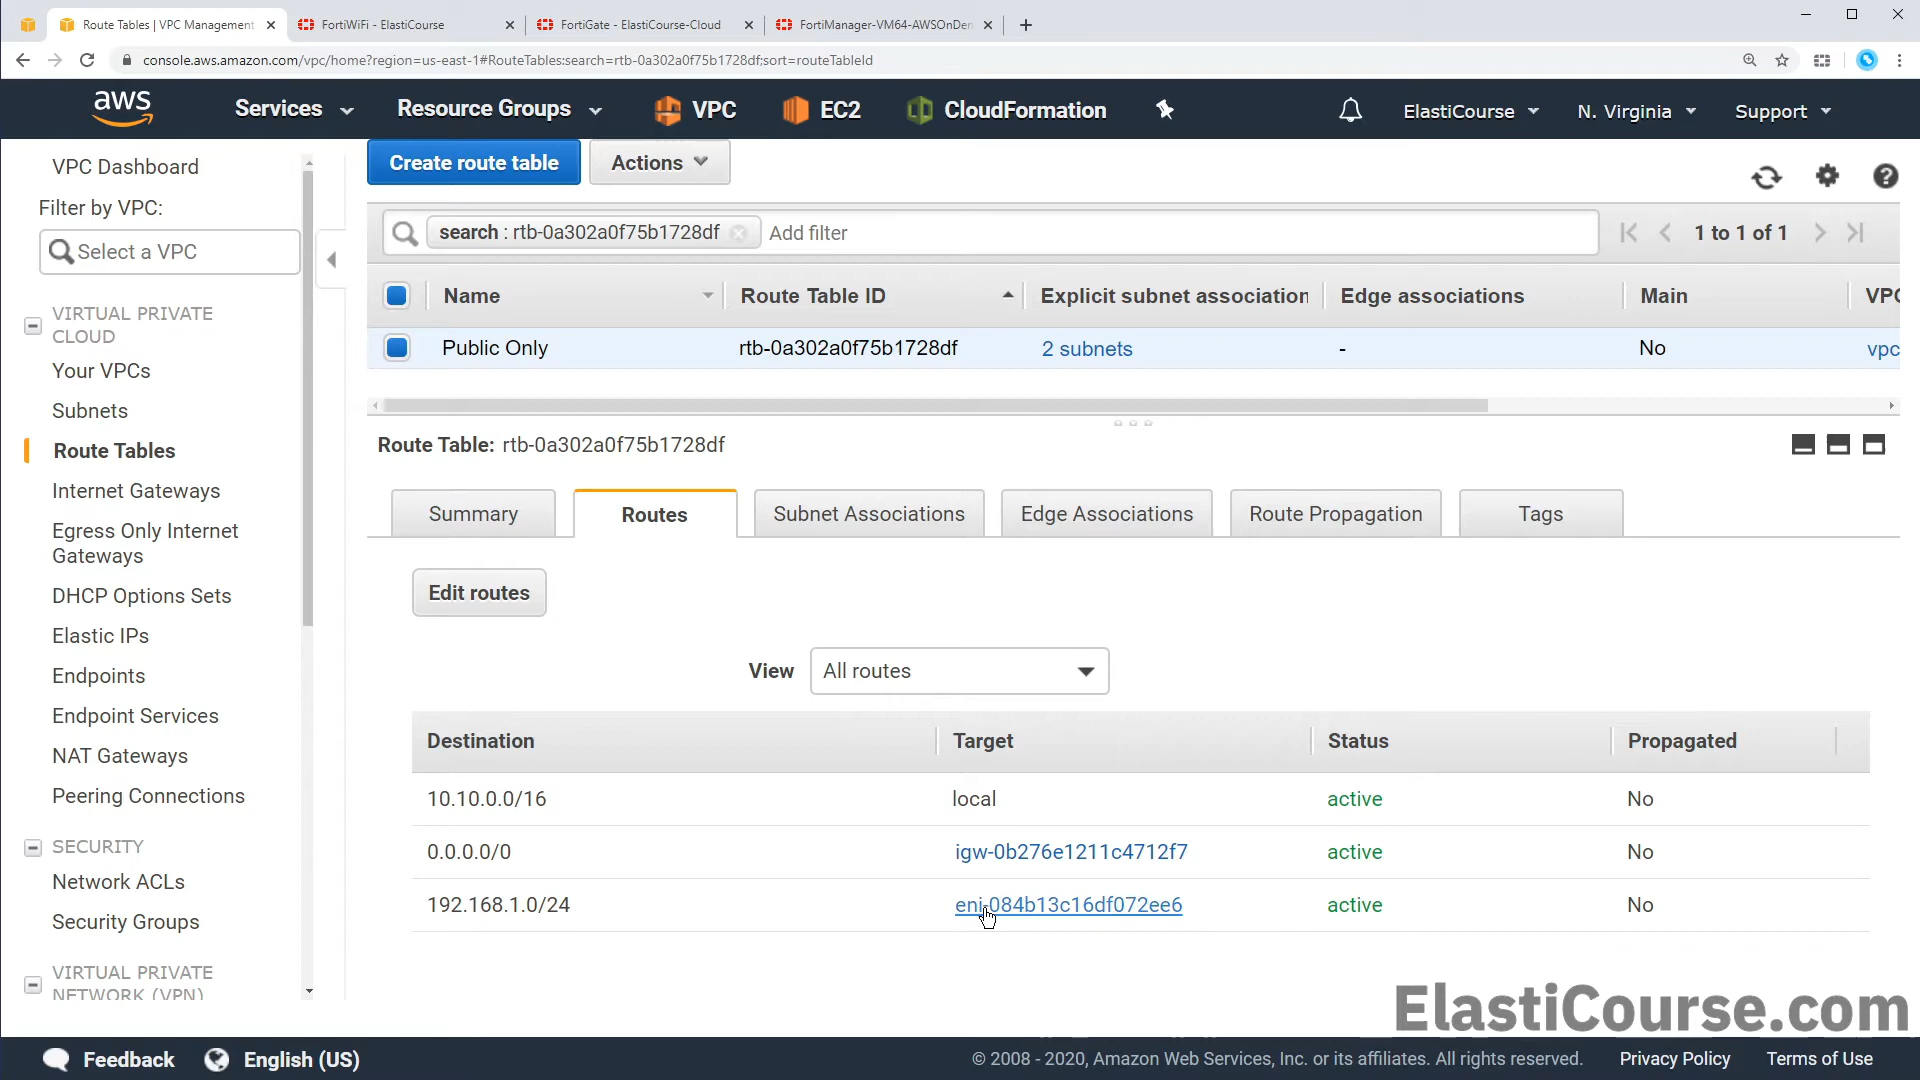 Route Tables | VPC Management
FortiWiFi - ElastiCourse
FortiGate - ElastiCourse-Cloud
FortiManager-VM64-AWSOnDen
console.aws.amazon.com/vpc/home?region=us-east-1#RouteTables:search=rtb-0a302a0f75b1728df;sort=routeTableId
aws
Services
Resource Groups
VPC
EC2
CloudFormation
ElastiCourse
N. Virginia
Support
VPC Dashboard
Filter by VPC:
Select a VPC
VIRTUAL PRIVATE
CLOUD
Your VPCs
Subnets
Route Tables
Internet Gateways
Egress Only Internet
Gateways
DHCP Options Sets
Elastic IPs
Endpoints
Endpoint Services
NAT Gateways
Peering Connections
SECURITY
Network ACLs
Security Groups
VIRTUAL PRIVATE
NETWORK (VPN)
Create route table
Actions
search : rtb-0a302a0f75b1728df
Add filter
1 to 1 of 1
Name
Route Table ID
Explicit subnet association
Edge associations
Main
VPC
Public Only
rtb-0a302a0f75b1728df
2 subnets
-
No
vpc
Route Table: rtb-0a302a0f75b1728df
Summary
Routes
Subnet Associations
Edge Associations
Route Propagation
Tags
Edit routes
View
All routes
Destination
Target
Status
Propagated
10.10.0.0/16
local
active
No
0.0.0.0/0
igw-0b276e1211c4712f7
active
No
192.168.1.0/24
eni-084b13c16df072ee6
active
No
ElastiCourse.com
Feedback
English (US)
© 2008 - 2020, Amazon Web Services, Inc. or its affiliates. All rights reserved.
Privacy Policy
Terms of Use